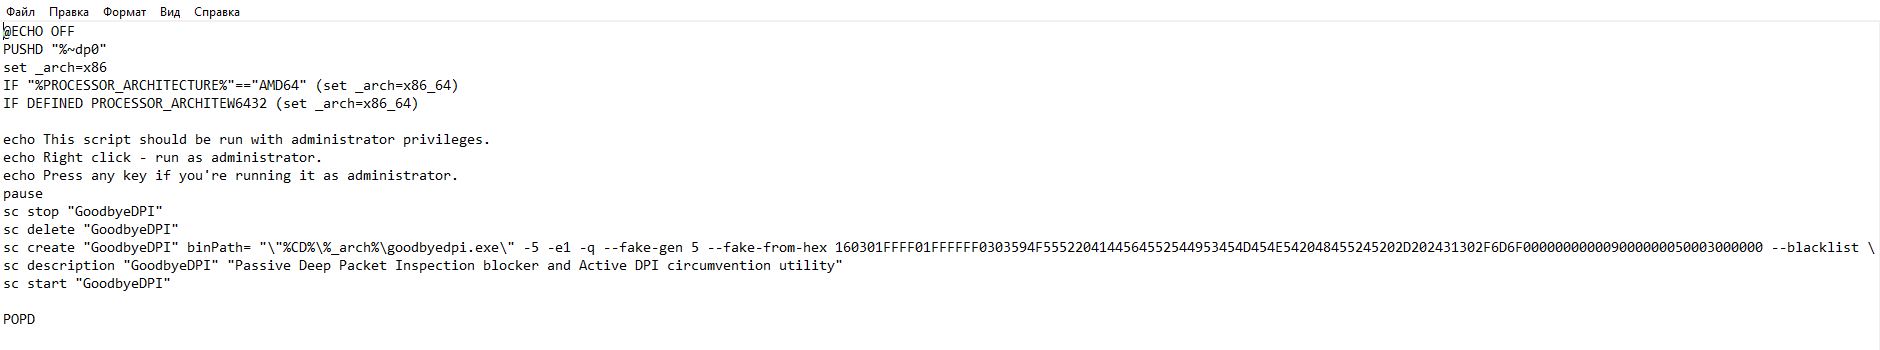 Файл Правка Формат Вид Справка
@ECHO OFF
PUSHD "%~dp0"
set _arch=x86
IF "%PROCESSOR_ARCHITECTURE%"=="AMD64" (set _arch=x86_64)
IF DEFINED PROCESSOR_ARCHITEW6432 (set _arch=x86_64)
echo This script should be run with administrator privileges.
echo Right click - run as administrator.
echo Press any key if you're running it as administrator.
pause
sc stop "GoodbyeDPI"
sc delete "GoodbyeDPI"
sc create "GoodbyeDPI" binPath= "\"%CD%\%_arch%\goodbyedpi.exe\" -5 -e1 -q --fake-gen 5 --fake-from-hex 160301FFFF01FFFFFF0303594F5552204144564552544953454D454E542048455245202D202431302F6D6F000000000009000000050003000000 --blacklist \
sc description "GoodbyeDPI" "Passive Deep Packet Inspection blocker and Active DPI circumvention utility"
sc start "GoodbyeDPI"
POPD